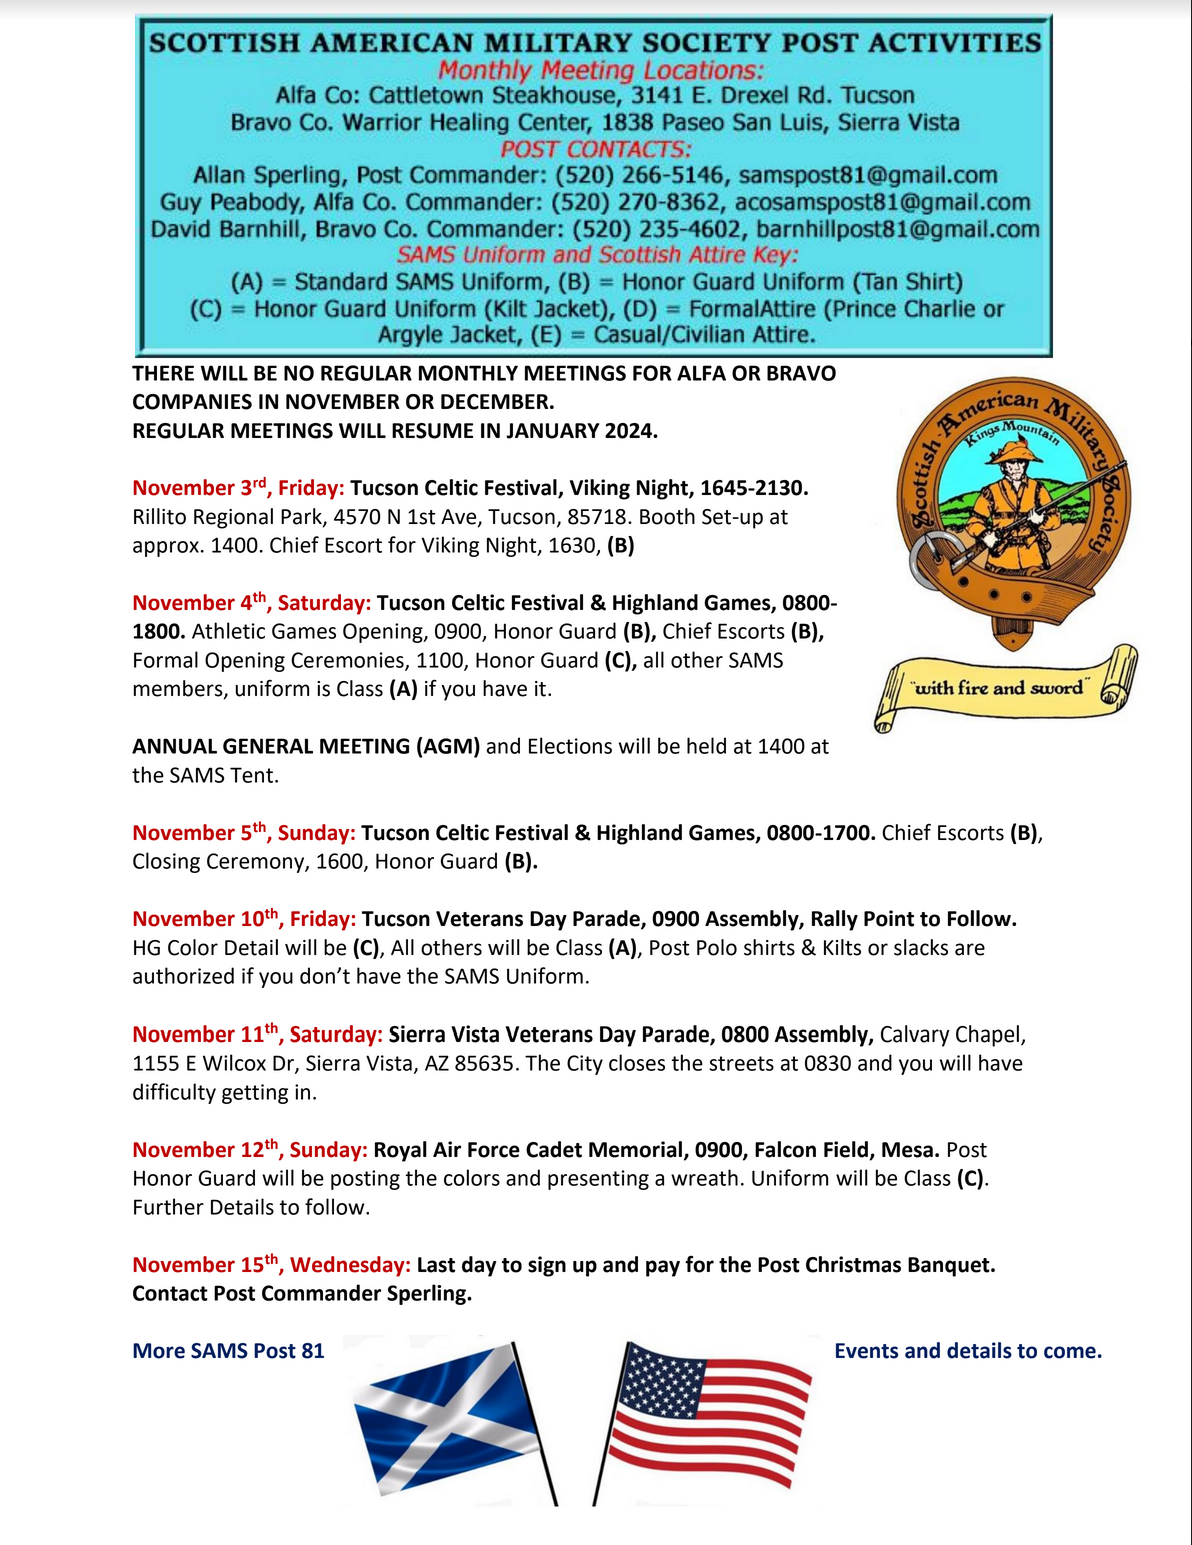 SCOTTISH AMERICAN MILITARY SOCIETY POST ACTIVITIES
Monthly Meeting Locations:
Alfa Co: Cattletown Steakhouse, 3141 E. Drexel Rd. Tucson
Bravo Co. Warrior Healing Center, 1838 Paseo San Luis, Sierra Vista
POST CONTACTS:
Allan Sperling, Post Commander: (520) 266-5146, samspost81@gmail.com
Guy Peabody, Alfa Co. Commander: (520) 270-8362, acosamspost81@gmail.com
David Barnhill, Bravo Co. Commander: (520) 235-4602, barnhillpost81@gmail.com
SAMS Uniform and Scottish Attire Key:
(A) = Standard SAMS Uniform, (B) = Honor Guard Uniform (Tan Shirt)
(C) = Honor Guard Uniform (Kilt Jacket), (D) = FormalAttire (Prince Charlie or
Argyle Jacket, (E) = Casual/Civilian Attire.
THERE WILL BE NO REGULAR MONTHLY MEETINGS FOR ALFA OR BRAVO
COMPANIES IN NOVEMBER OR DECEMBER.
REGULAR MEETINGS WILL RESUME IN JANUARY 2024.
Scottish-American Military Society
Kings Mountain
"with fire and sword"
November 3rd, Friday: Tucson Celtic Festival, Viking Night, 1645-2130.
Rillito Regional Park, 4570 N 1st Ave, Tucson, 85718. Booth Set-up at
approx. 1400. Chief Escort for Viking Night, 1630, (B)
November 4th, Saturday: Tucson Celtic Festival & Highland Games, 0800-
1800. Athletic Games Opening, 0900, Honor Guard (B), Chief Escorts (B),
Formal Opening Ceremonies, 1100, Honor Guard (C), all other SAMS
members, uniform is Class (A) if you have it.
ANNUAL GENERAL MEETING (AGM) and Elections will be held at 1400 at
the SAMS Tent.
November 5th, Sunday: Tucson Celtic Festival & Highland Games, 0800-1700. Chief Escorts (B),
Closing Ceremony, 1600, Honor Guard (B).
November 10th, Friday: Tucson Veterans Day Parade, 0900 Assembly, Rally Point to Follow.
HG Color Detail will be (C), All others will be Class (A), Post Polo shirts & Kilts or slacks are
authorized if you don't have the SAMS Uniform.
November 11th, Saturday: Sierra Vista Veterans Day Parade, 0800 Assembly, Calvary Chapel,
1155 E Wilcox Dr, Sierra Vista, AZ 85635. The City closes the streets at 0830 and you will have
difficulty getting in.
November 12th, Sunday: Royal Air Force Cadet Memorial, 0900, Falcon Field, Mesa. Post
Honor Guard will be posting the colors and presenting a wreath. Uniform will be Class (C).
Further Details to follow.
November 15th, Wednesday: Last day to sign up and pay for the Post Christmas Banquet.
Contact Post Commander Sperling.
More SAMS Post 81 Events and details to come.